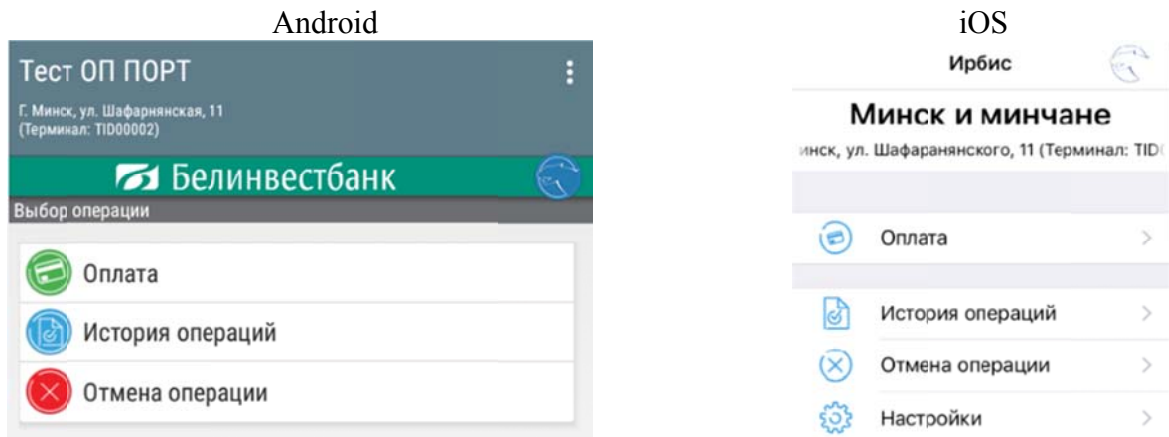 Android
Тест ОП ПОРТ
Г. Минск, ул. Шафарнянская, 11
(Терминал: TID00002)
Белинвестбанк
Выбор операции
Оплата
История операций
Отмена операции
iOS
Ирбис
Минск и минчане
инск, ул. Шафаранянского, 11 (Терминал: TID
Оплата
История операций
Отмена операции
Настройки